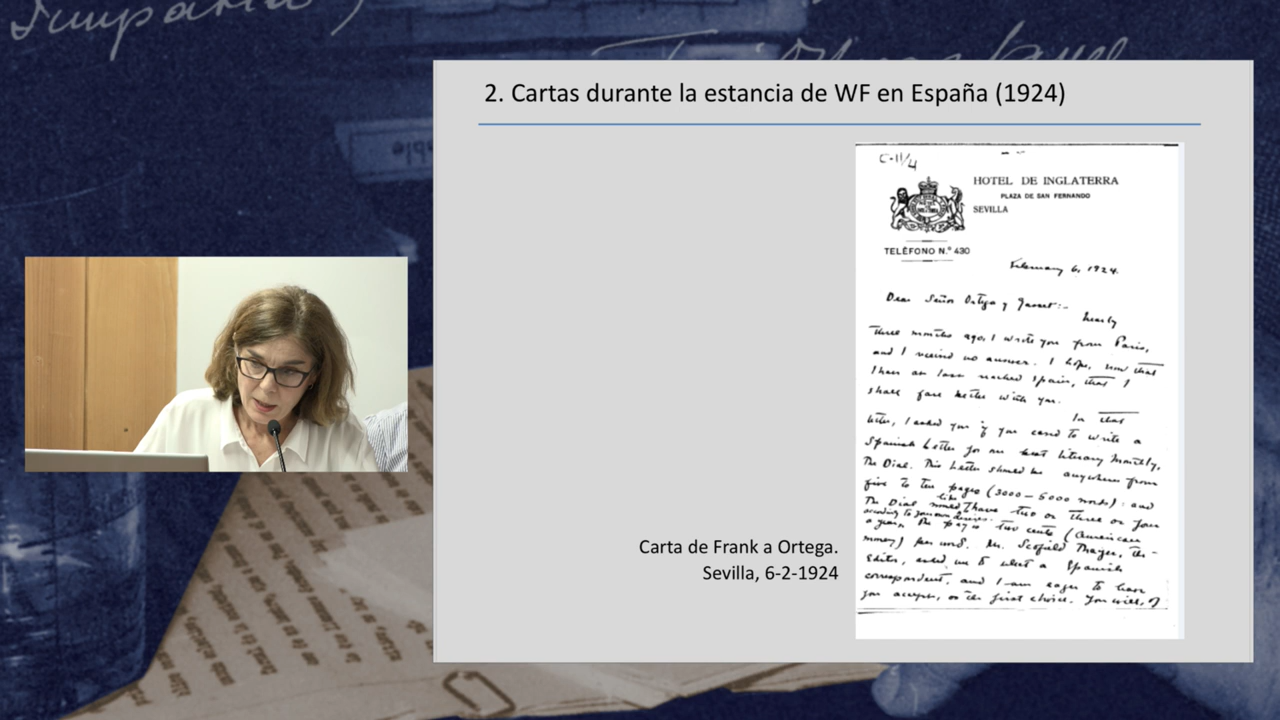 2. Cartas durante la estancia de WF en España (1924)
C-11/4
HOTEL DE INGLATERRA
PLAZA DE SAN FERNANDO
SEVILLA
TELÉFONO N.º 430
February 6, 1924.
Dear Señor Ortega y Gasset:-
nearly
three months ago, I wrote you from Paris,
and I received no answer. I hope, now that
I have at last reached Spain, that I
shall fare better with you.
In that
letter, I asked you if you cared to write a
Spanish Letter for our best literary monthly,
The Dial. This Letter should be anywhere from
five to ten pages (3000-5000 words): and
The Dial would like to have two or three or four
according to your own desires.
a year. The pay is two cents (American
money) per word. Mr. Scofield Thayer, the
Editor, asked me to select a Spanish
correspondent, and I am eager to have
you accept, as the first choice. You will, of
Carta de Frank a Ortega.
Sevilla, 6-2-1924